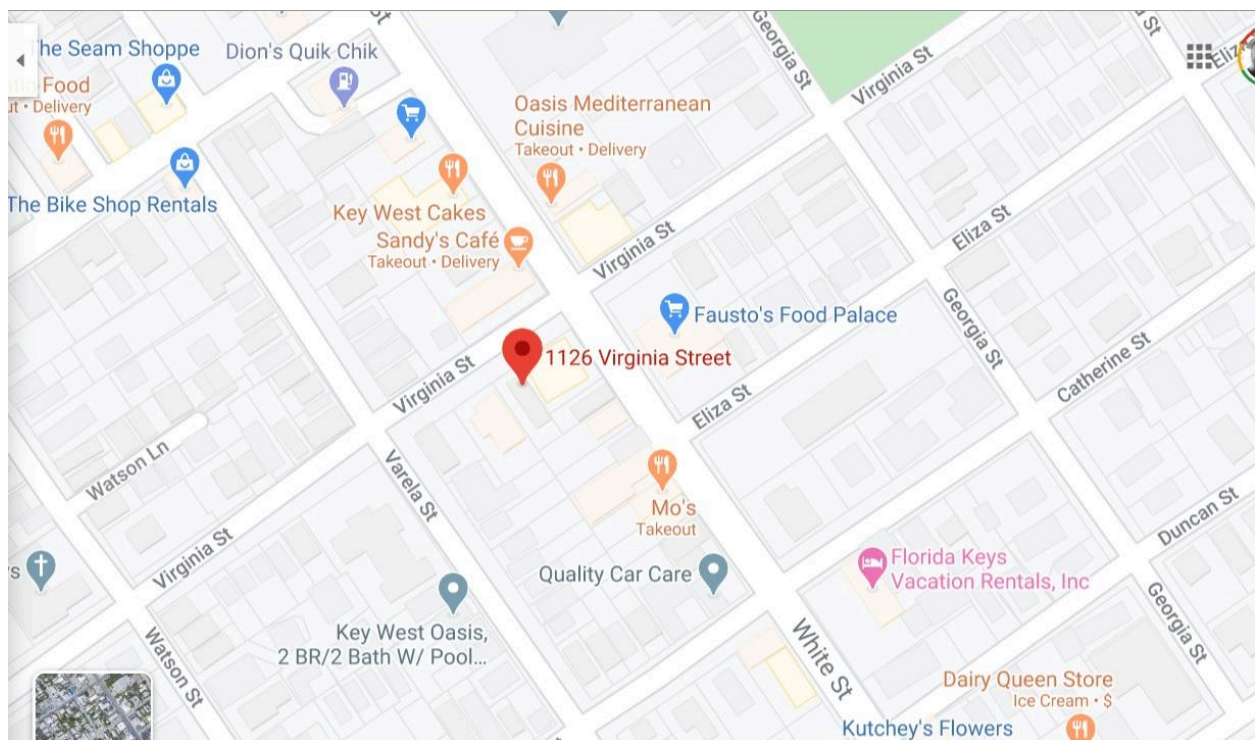 St
Georgia St
St
Eliz
The Seam Shoppe
Dion's Quik Chik
Virginia St
Food
ut • Delivery
Oasis Mediterranean
Cuisine
Takeout • Delivery
The Bike Shop Rentals
Key West Cakes
Sandy's Café
Takeout • Delivery
Virginia St
Eliza St
Fausto's Food Palace
Georgia St
1126 Virginia Street
Virginia St
Catherine St
Eliza St
Watson Ln
Varela St
Mo's
Takeout
Duncan St
Virginia St
s
Quality Car Care
Florida Keys
Vacation Rentals, Inc
Key West Oasis,
2 BR/2 Bath W/ Pool...
Watson St
White St
Georgia St
Dairy Queen Store
Ice Cream • $
Kutchey's Flowers